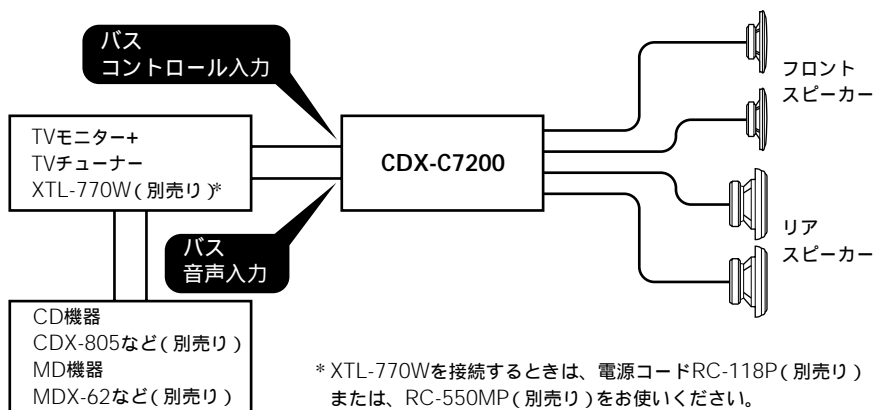 バス
コントロール入力
TVモニター+
TVチューナー
XTL-770W(別売り)*
CDX-C7200
フロント
スピーカー
バス
音声入力
リア
スピーカー
CD機器
CDX-805など(別売り)
MD機器
MDX-62など(別売り)
* XTL-770Wを接続するときは、電源コードRC-118P(別売り)
または、RC-550MP(別売り)をお使いください。